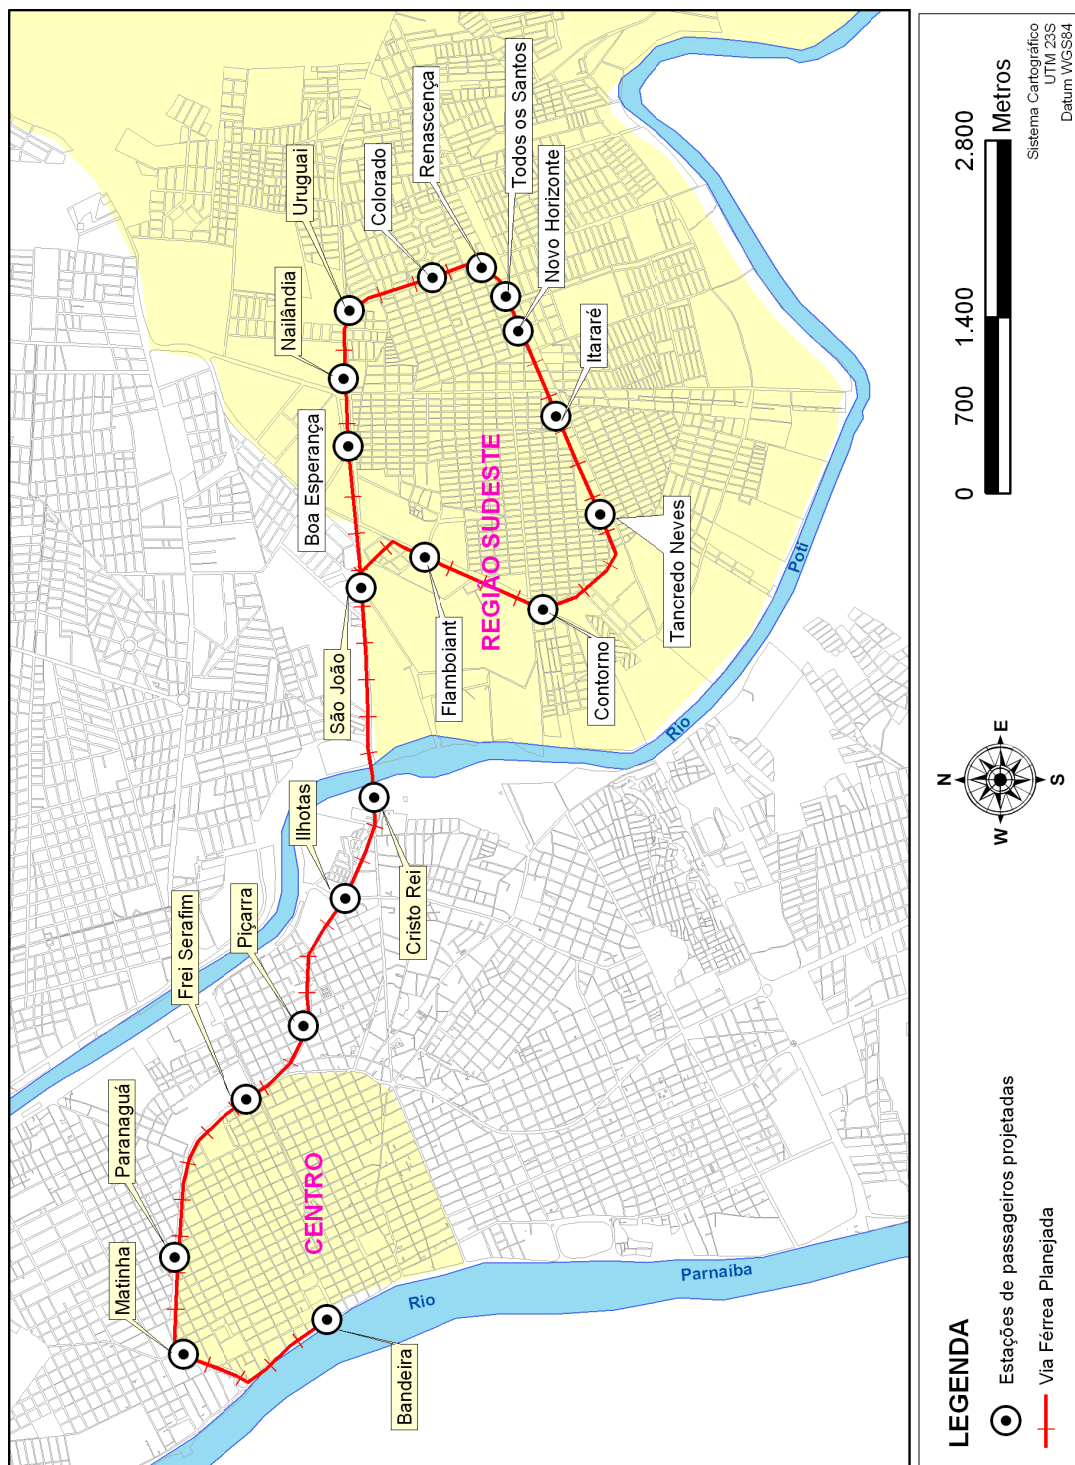 Matinha
Paranaguá
Frei Serafim
Piçarra
Ilhotas
São João
Boa Esperança
Nailândia
Uruguai
Colorado
Renascença
Todos os Santos
Novo Horizonte
Itararé
Tancredo Neves
Contorno
Flamboiant
Cristo Rei
Bandeira
CENTRO
REGIÃO SUDESTE
Rio
Parnaíba
Rio
Poti
LEGENDA
Estações de passageiros projetadas
Via Férrea Planejada
N
W
E
S
0
700
1400
2.800
Metros
Sistema Cartográfico
UTM 23S
Datum WGS84